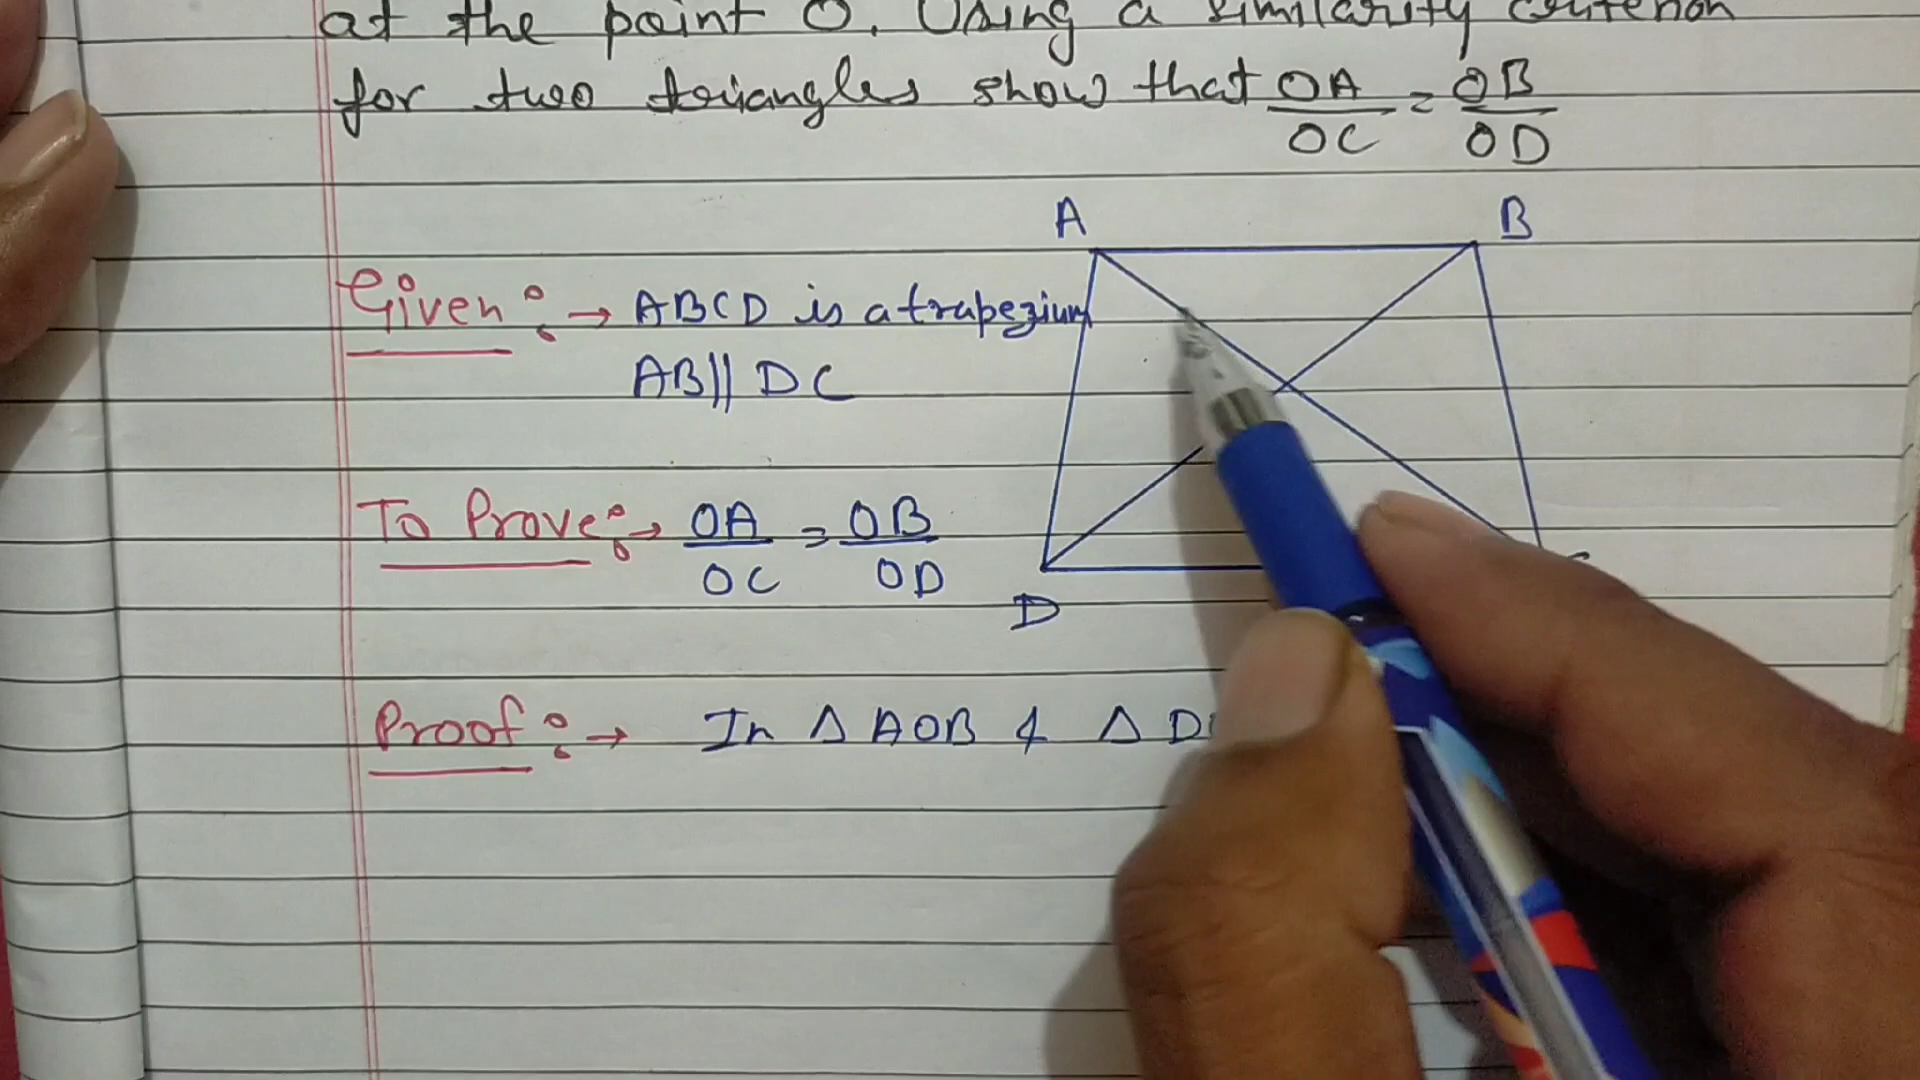 at the point O. Using a similarity criterion
for two triangles show that OA/OC = OB/OD
A B
Given :→ ABCD is a trapezium
AB || DC
To Prove :→ OA/OC = OB/OD
D
Proof :→ In Δ AOB & Δ D